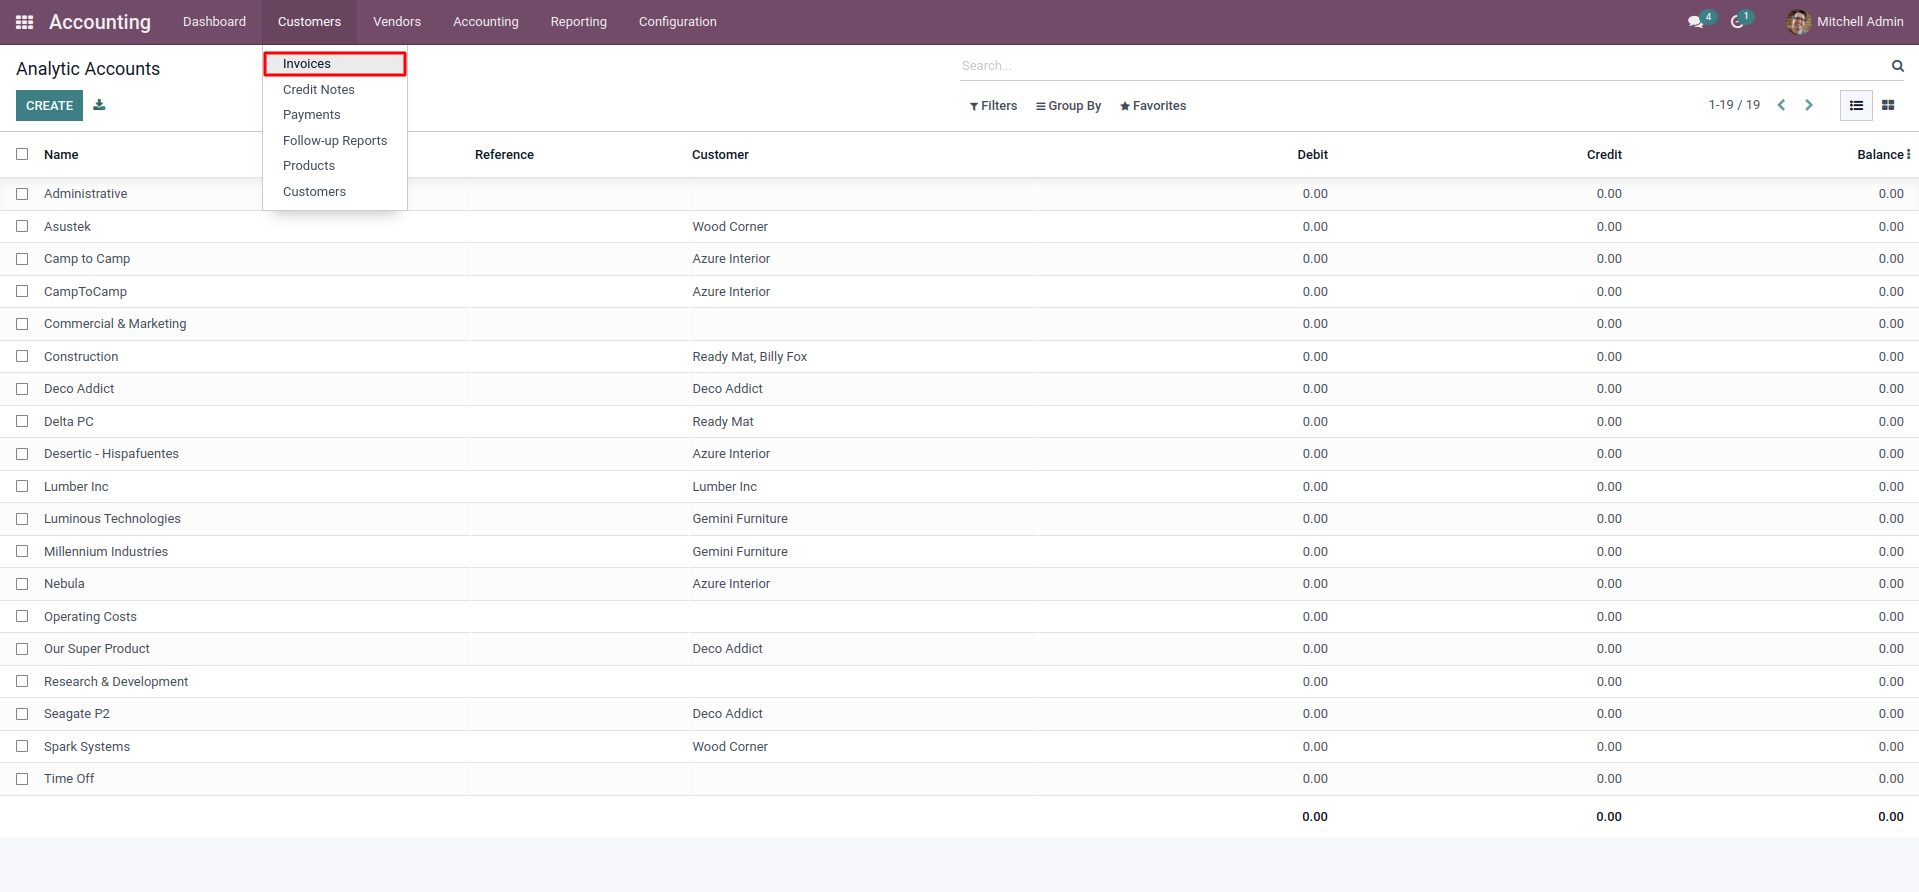 Accounting Dashboard Customers Vendors Accounting Reporting Configuration 4 1 Mitchell Admin
Analytic Accounts
Search...
CREATE
Filters Group By Favorites 1-19 / 19
Invoices
Credit Notes
Payments
Follow-up Reports
Products
Customers
Name Reference Customer Debit Credit Balance
Administrative 0.00 0.00 0.00
Asustek Wood Corner 0.00 0.00 0.00
Camp to Camp Azure Interior 0.00 0.00 0.00
CampToCamp Azure Interior 0.00 0.00 0.00
Commercial & Marketing 0.00 0.00 0.00
Construction Ready Mat, Billy Fox 0.00 0.00 0.00
Deco Addict Deco Addict 0.00 0.00 0.00
Delta PC Ready Mat 0.00 0.00 0.00
Desertic - Hispafuentes Azure Interior 0.00 0.00 0.00
Lumber Inc Lumber Inc 0.00 0.00 0.00
Luminous Technologies Gemini Furniture 0.00 0.00 0.00
Millennium Industries Gemini Furniture 0.00 0.00 0.00
Nebula Azure Interior 0.00 0.00 0.00
Operating Costs 0.00 0.00 0.00
Our Super Product Deco Addict 0.00 0.00 0.00
Research & Development 0.00 0.00 0.00
Seagate P2 Deco Addict 0.00 0.00 0.00
Spark Systems Wood Corner 0.00 0.00 0.00
Time Off 0.00 0.00 0.00
0.00 0.00 0.00